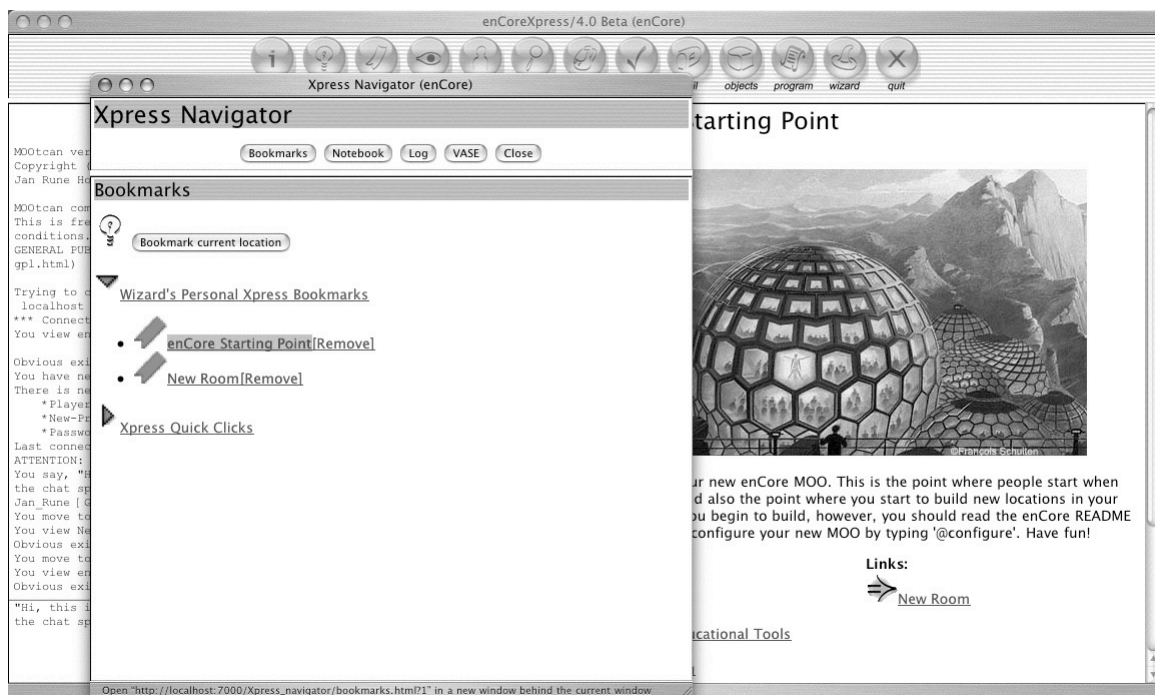 enCoreXpress/4.0 Beta (enCore)
objects
program
wizard
quit
Xpress Navigator (enCore)
Xpress Navigator
Bookmarks
Notebook
Log
VASE
Close
Bookmarks
Bookmark current location
Wizard's Personal Xpress Bookmarks
enCore Starting Point[Remove]
New Room[Remove]
Xpress Quick Clicks
Open "http://localhost:7000/Xpress_navigator/bookmarks.html?1" in a new window behind the current window
MOOtcan ver
Copyright (
Jan Rune Ho
MOOtcan com
This is fre
conditions.
GENERAL PUB
gpl.html)
Trying to c
localhost
*** Connect
You view en
Obvious exi
You have ne
There is ne
*Player
*New-Pr
*Passwo
Last connec
ATTENTION:
You say, "H
the chat sp
Jan_Rune [ G
You move to
You view Ne
Obvious exi
You move to
You view en
Obvious exi
"Hi, this i
the chat sp
tarting Point
©François Schuiten
ur new enCore MOO. This is the point where people start when
d also the point where you start to build new locations in your
ou begin to build, however, you should read the enCore README
configure your new MOO by typing '@configure'. Have fun!
Links:
New Room
ucational Tools